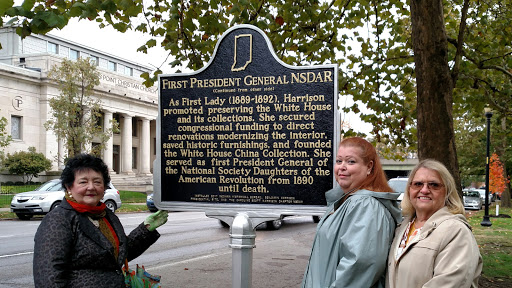 FIRST PRESIDENT GENERAL NSDAR
(Continued from other side)
As First Lady (1889-1892), Harrison
promoted preserving the White House
and its collections. She secured
congressional funding to direct
renovations modernizing the interior,
saved historic furnishings, and founded
the White House China Collection. She
served as first President General of
the National Society Daughters of the
American Revolution from 1890
until death.